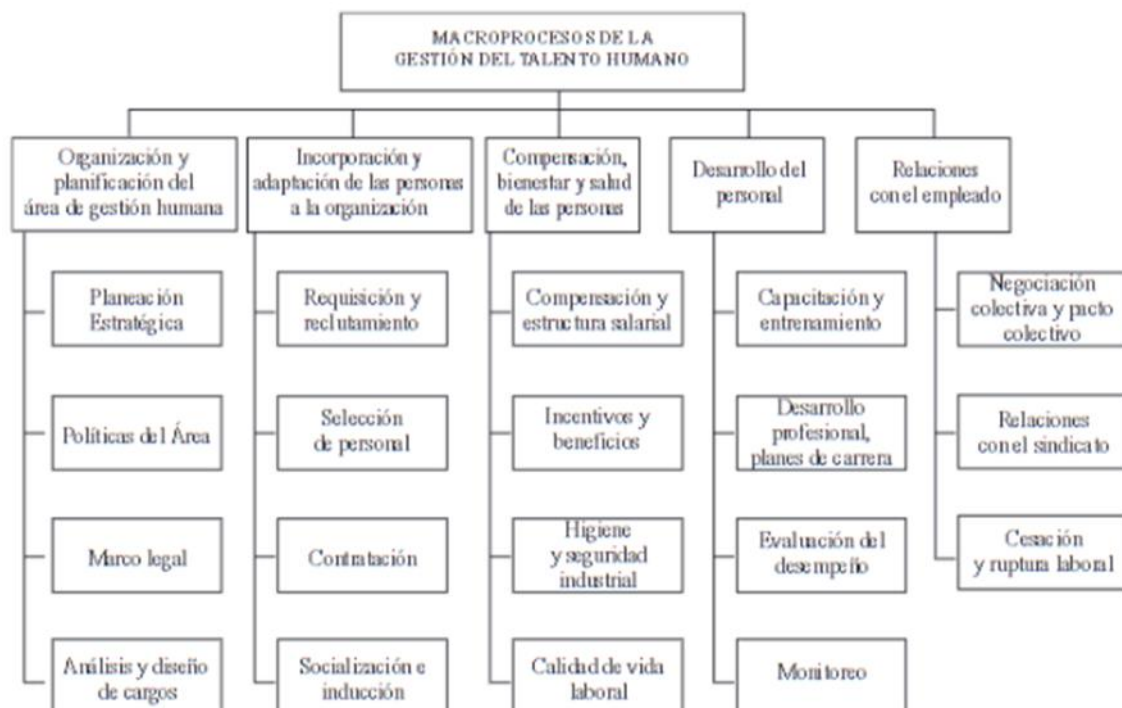 MACROPROCESOS DE LA
GESTIÓN DEL TALENTO HUMANO
Organización y
planificación del
área de gestión humana
Incorporación y
adaptación de las personas
a la organización
Compensación,
bienestar y salud
de las personas
Desarrollo del
personal
Relaciones
con el empleado
Planeación
Estratégica
Políticas del Área
Marco legal
Análisis y diseño
de cargos
Requisición y
reclutamiento
Selección
de personal
Contratación
Socialización e
inducción
Compensación y
estructura salarial
Incentivos y
beneficios
Higiene
y seguridad
industrial
Calidad de vida
laboral
Capacitación y
entrenamiento
Desarrollo
profesional,
planes de carrera
Evaluación del
desempeño
Monitoreo
Negociación
colectiva y pacto
colectivo
Relaciones
con el sindicato
Cesación
y ruptura laboral